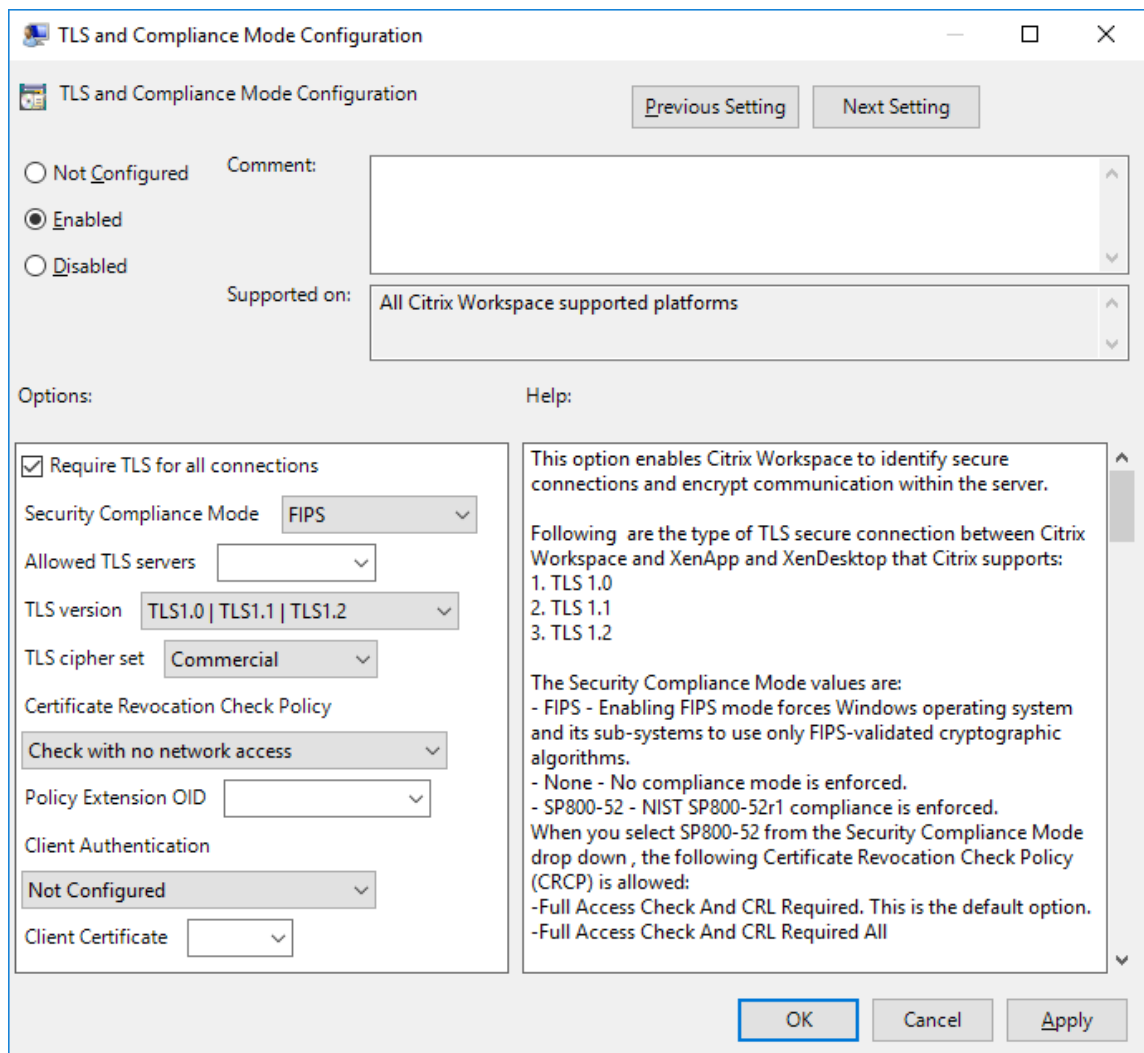 TLS and Compliance Mode Configuration
TLS and Compliance Mode Configuration
Previous Setting
Next Setting
Not Configured
Comment:
Enabled
Disabled
Supported on:
All Citrix Workspace supported platforms
Options:
Help:
Require TLS for all connections
Security Compliance Mode FIPS
Allowed TLS servers
TLS version TLS1.0 | TLS1.1 | TLS1.2
TLS cipher set Commercial
Certificate Revocation Check Policy
Check with no network access
Policy Extension OID
Client Authentication
Not Configured
Client Certificate
This option enables Citrix Workspace to identify secure
connections and encrypt communication within the server.
Following  are the type of TLS secure connection between Citrix
Workspace and XenApp and XenDesktop that Citrix supports:
1. TLS 1.0
2. TLS 1.1
3. TLS 1.2
The Security Compliance Mode values are:
- FIPS - Enabling FIPS mode forces Windows operating system
and its sub-systems to use only FIPS-validated cryptographic
algorithms.
- None - No compliance mode is enforced.
- SP800-52 - NIST SP800-52r1 compliance is enforced.
When you select SP800-52 from the Security Compliance Mode
drop down , the following Certificate Revocation Check Policy
(CRCP) is allowed:
-Full Access Check And CRL Required. This is the default option.
-Full Access Check And CRL Required All
OK
Cancel
Apply